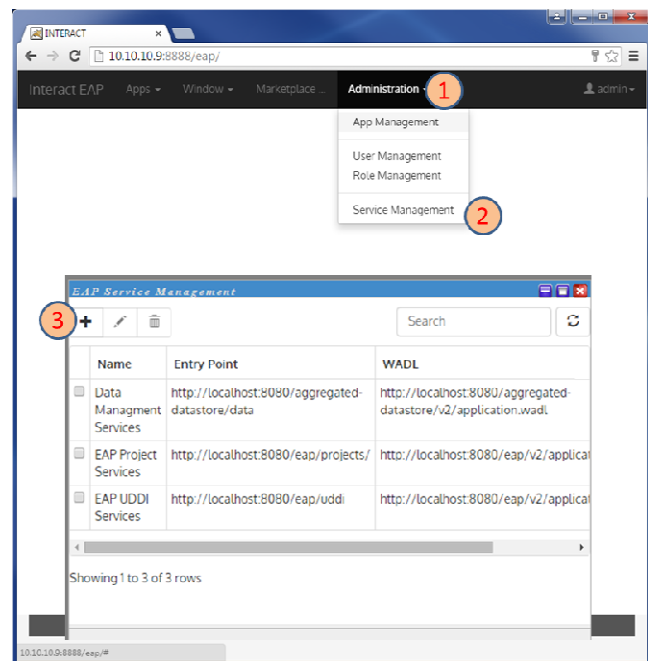 INTERACT
10.10.10.9:8888/eap/
Interact EAP Apps Window Marketplace ... Administration 1 admin
App Management
User Management
Role Management
Service Management 2
EAP Service Management
3 Search
Name Entry Point WADL
Data http://localhost:8080/aggregated- http://localhost:8080/aggregated-
Managment datastore/data datastore/v2/application.wadl
Services
EAP Project http://localhost:8080/eap/projects/ http://localhost:8080/eap/v2/applicat
Services
EAP UDDI http://localhost:8080/eap/uddi http://localhost:8080/eap/v2/applicat
Services
Showing 1 to 3 of 3 rows
10.10.10.9:8888/eap/#